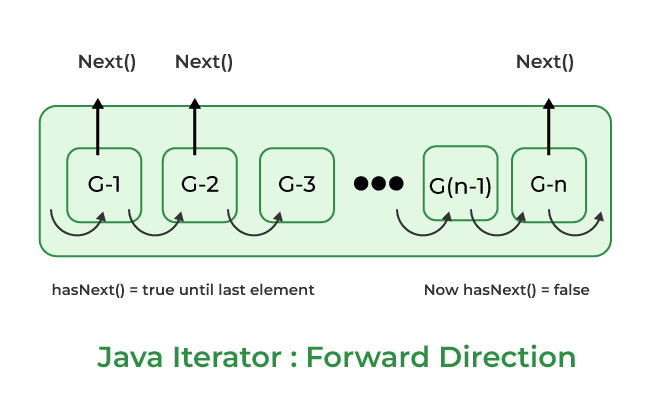 Next() Next() Next()
G-1 G-2 G-3 G(n-1) G-n
hasNext() = true until last element Now hasNext() = false
Java Iterator : Forward Direction